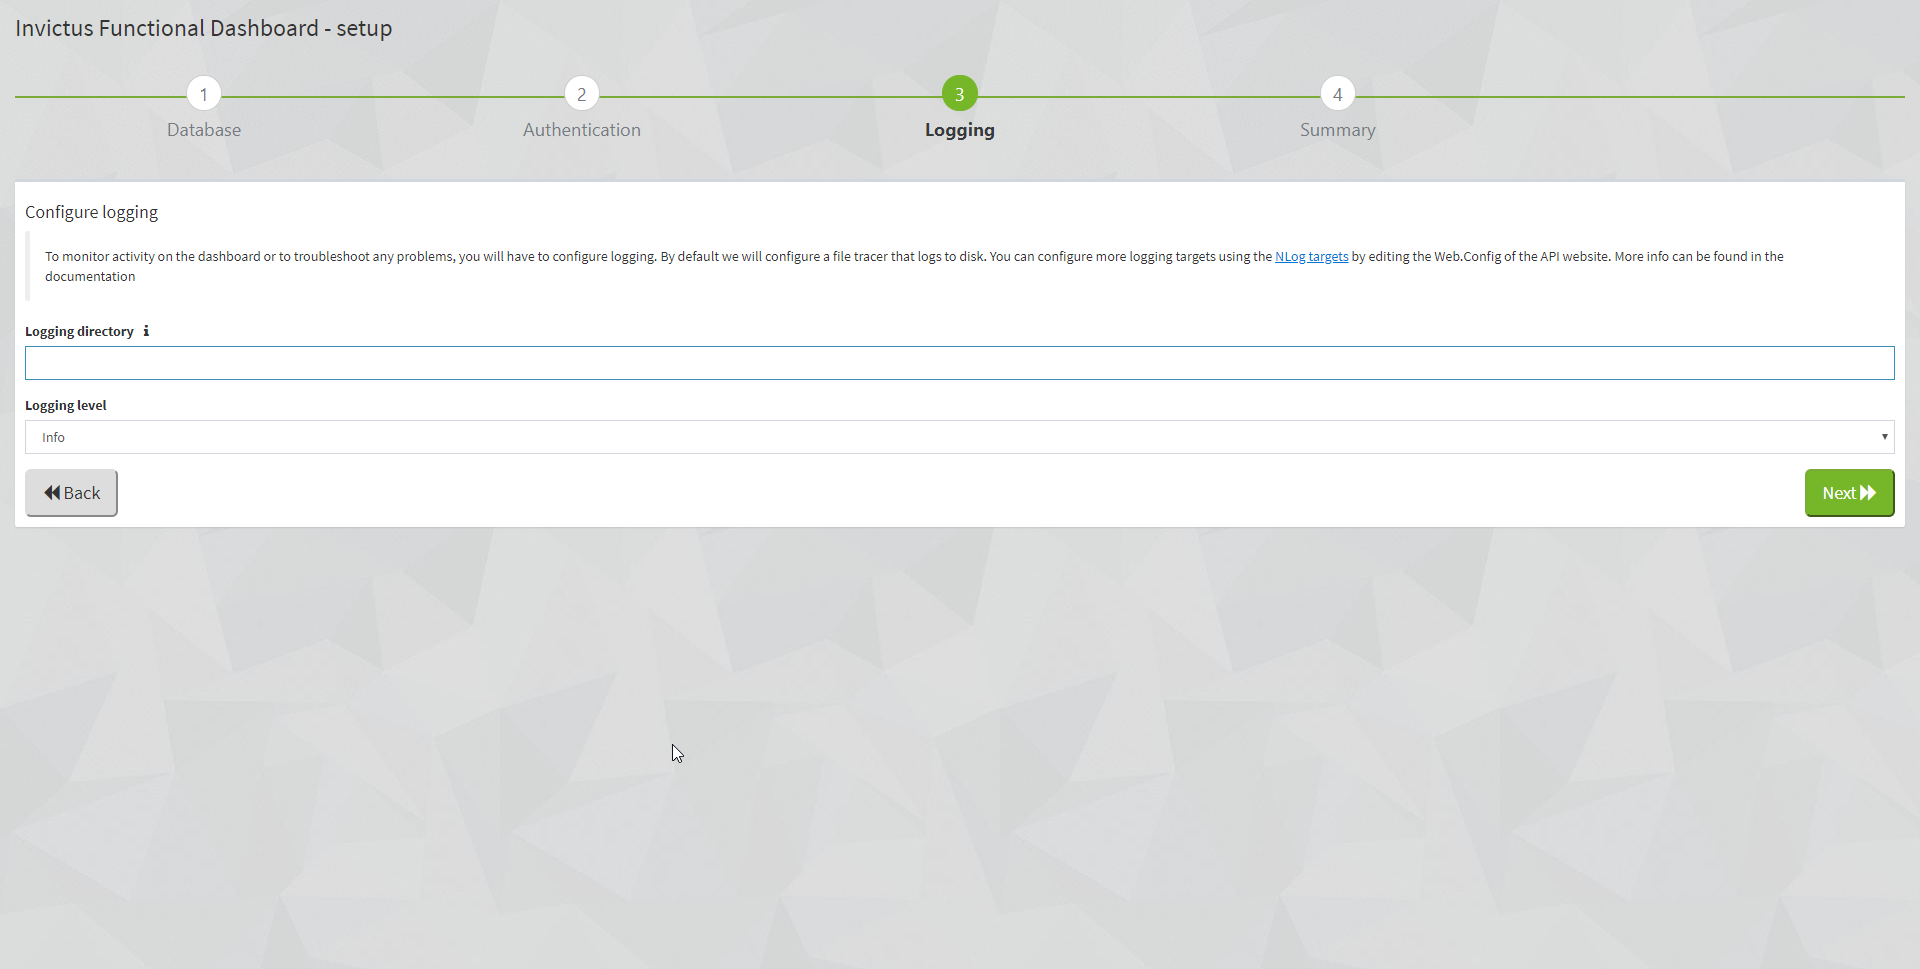 Invictus Functional Dashboard - setup
1
2
3
4
Database
Authentication
Logging
Summary
Configure logging
To monitor activity on the dashboard or to troubleshoot any problems, you will have to configure logging. By default we will configure a file tracer that logs to disk. You can configure more logging targets using the NLog targets by editing the Web.Config of the API website. More info can be found in the
documentation
Logging directory
Logging level
Info
Back
Next